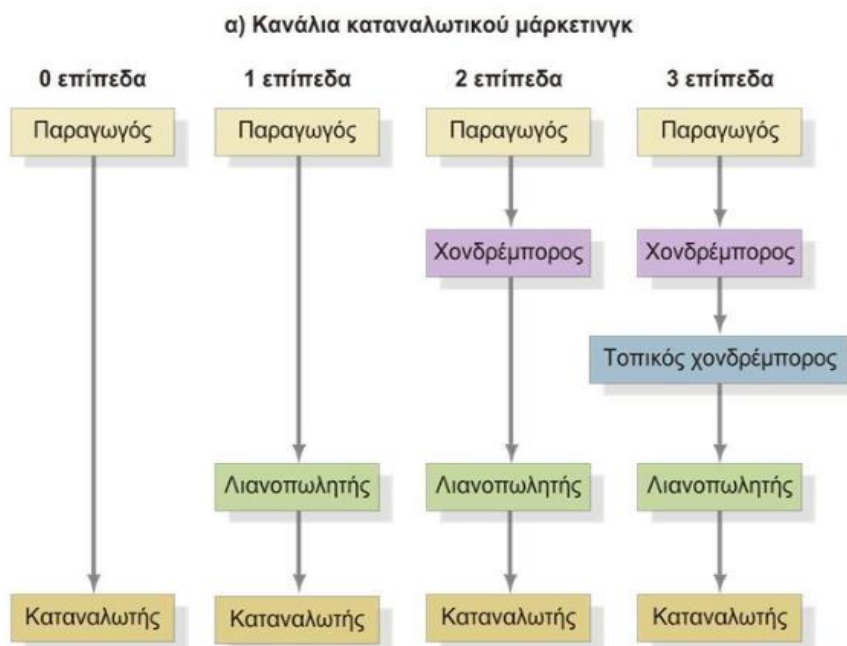 α) Κανάλια καταναλωτικού μάρκετινγκ
0 επίπεδα
1 επίπεδα
2 επίπεδα
3 επίπεδα
Παραγωγός
Παραγωγός
Παραγωγός
Παραγωγός
Χονδρέμπορος
Χονδρέμπορος
Τοπικός χονδρέμπορος
Λιανοπωλητής
Λιανοπωλητής
Λιανοπωλητής
Καταναλωτής
Καταναλωτής
Καταναλωτής
Καταναλωτής